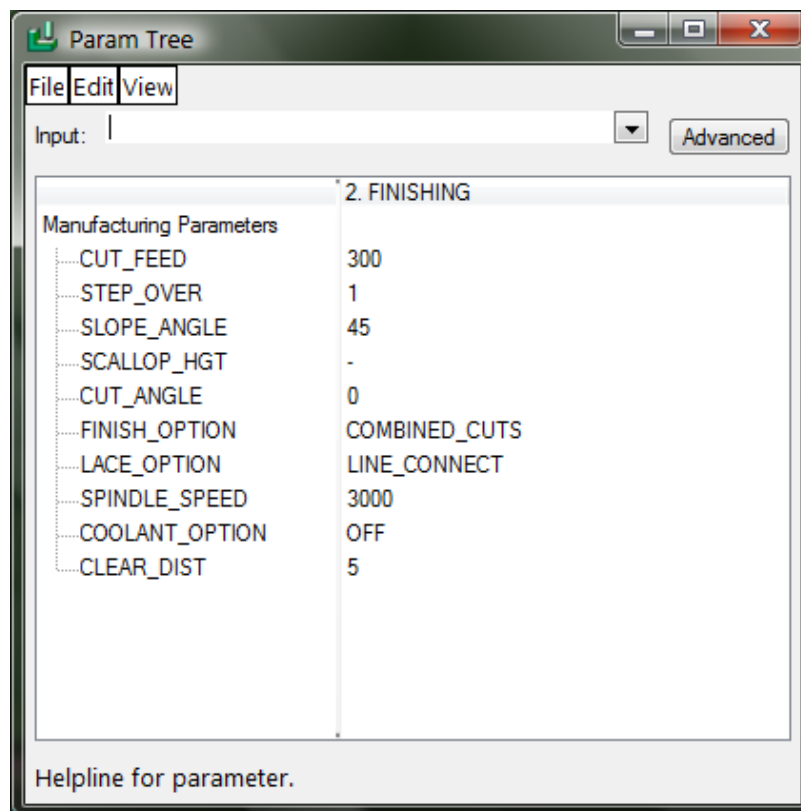 Param Tree
File Edit View
Input: Advanced
2. FINISHING
Manufacturing Parameters
CUT_FEED 300
STEP_OVER 1
SLOPE_ANGLE 45
SCALLOP_HGT -
CUT_ANGLE 0
FINISH_OPTION COMBINED_CUTS
LACE_OPTION LINE_CONNECT
SPINDLE_SPEED 3000
COOLANT_OPTION OFF
CLEAR_DIST 5
Helpline for parameter.